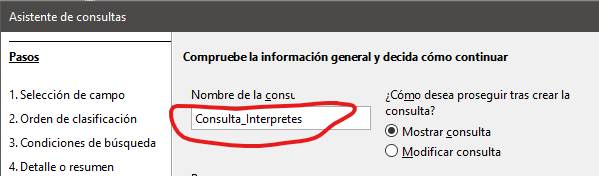 Asistente de consultas
Pasos
1. Selección de campo
2. Orden de clasificación
3. Condiciones de búsqueda
4. Detalle o resumen
Compruebe la información general y decida cómo continuar
Nombre de la consu
Consulta_Interpretes
¿Cómo desea proseguir tras crear la
consulta?
Mostrar consulta
Modificar consulta